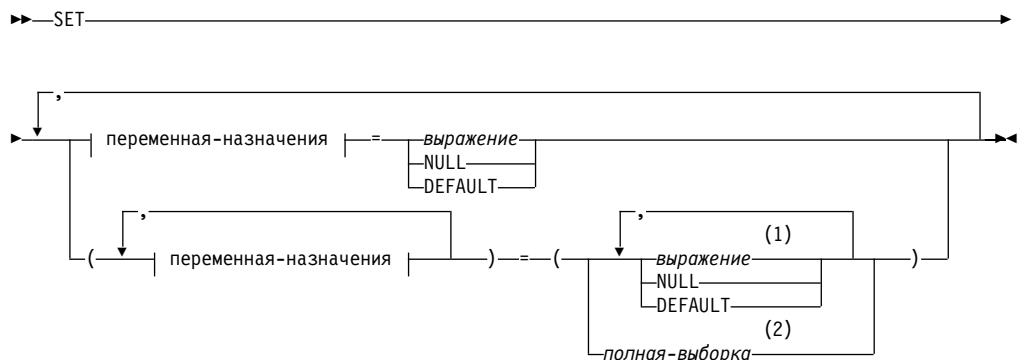 SET
,
переменная-назначения = выражение
NULL
DEFAULT
, ,
(1)
( переменная-назначения ) = ( выражение )
NULL
DEFAULT
(2)
полная-выборка